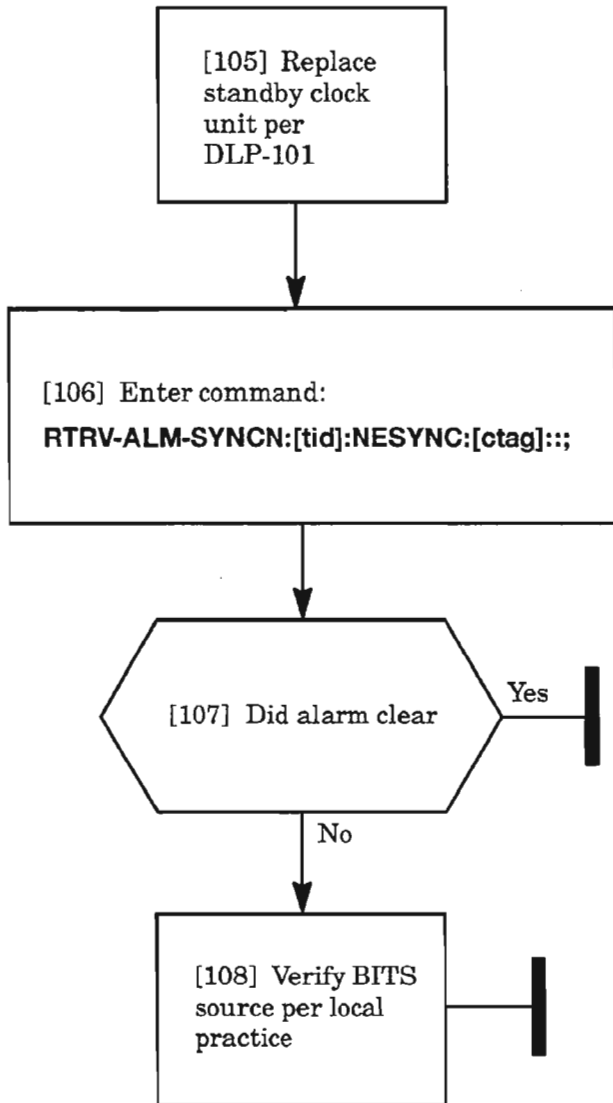 [105] Replace
standby clock
unit per
DLP-101
[106] Enter command:
RTRV-ALM-SYNCN:[tid]:NESYNC:[ctag]::;
[107] Did alarm clear
Yes
No
[108] Verify BITS
source per local
practice